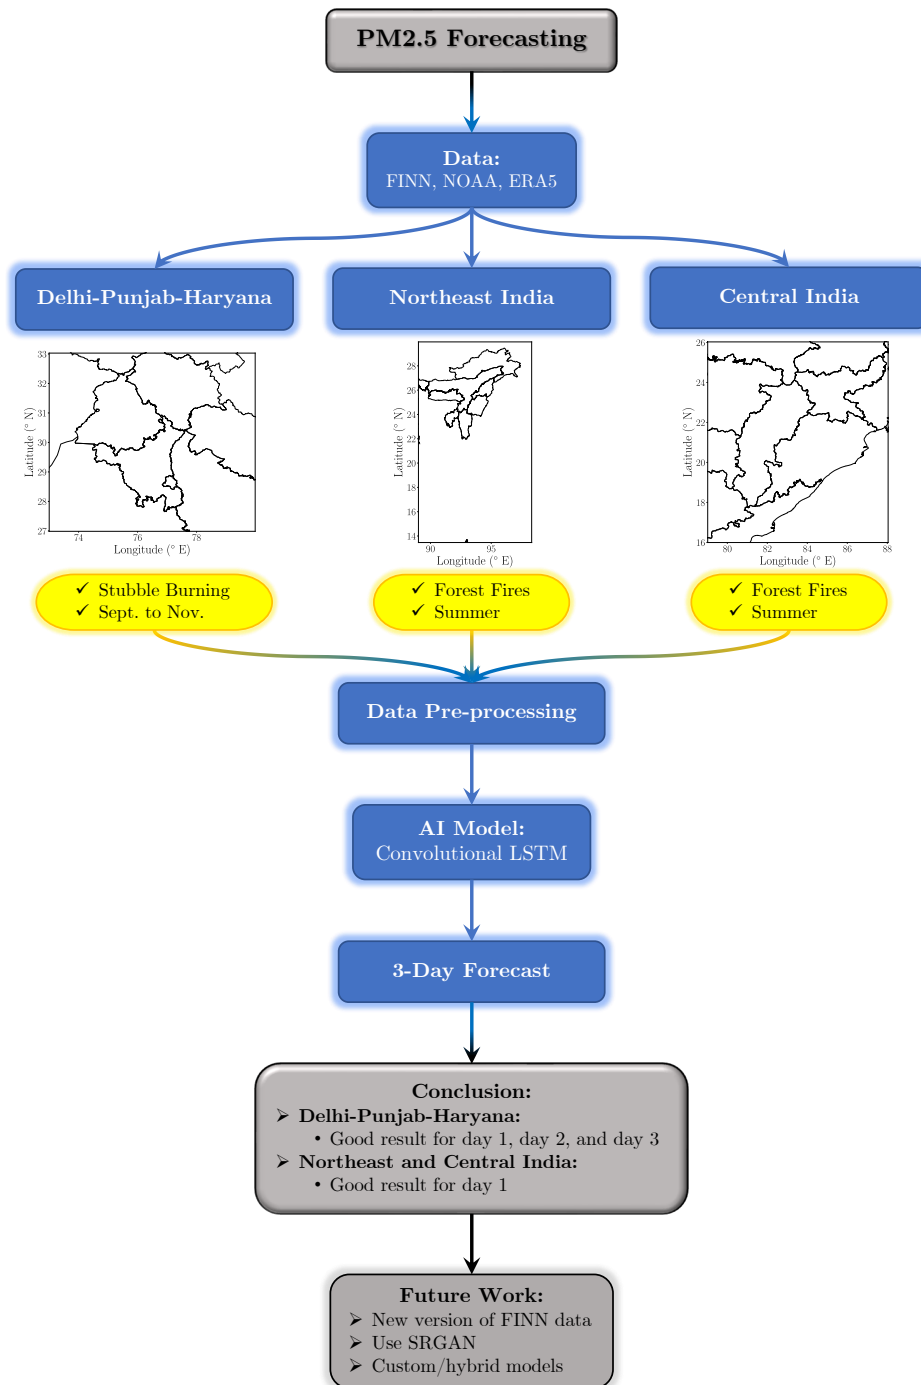 PM2.5 Forecasting
Data:
FINN, NOAA, ERA5
Delhi-Punjab-Haryana
Northeast India
Central India
33
32
31
30
29
28
27
Latitude (° N)
74
76
78
Longitude (° E)
28
26
24
22
20
18
16
14
Latitude (° N)
90
95
Longitude (° E)
26
24
22
20
18
16
Latitude (° N)
80
82
84
86
88
Longitude (° E)
✓ Stubble Burning
✓ Sept. to Nov.
✓ Forest Fires
✓ Summer
✓ Forest Fires
✓ Summer
Data Pre-processing
AI Model:
Convolutional LSTM
3-Day Forecast
Conclusion:
➢ Delhi-Punjab-Haryana:
• Good result for day 1, day 2, and day 3
➢ Northeast and Central India:
• Good result for day 1
Future Work:
➢ New version of FINN data
➢ Use SRGAN
➢ Custom/hybrid models